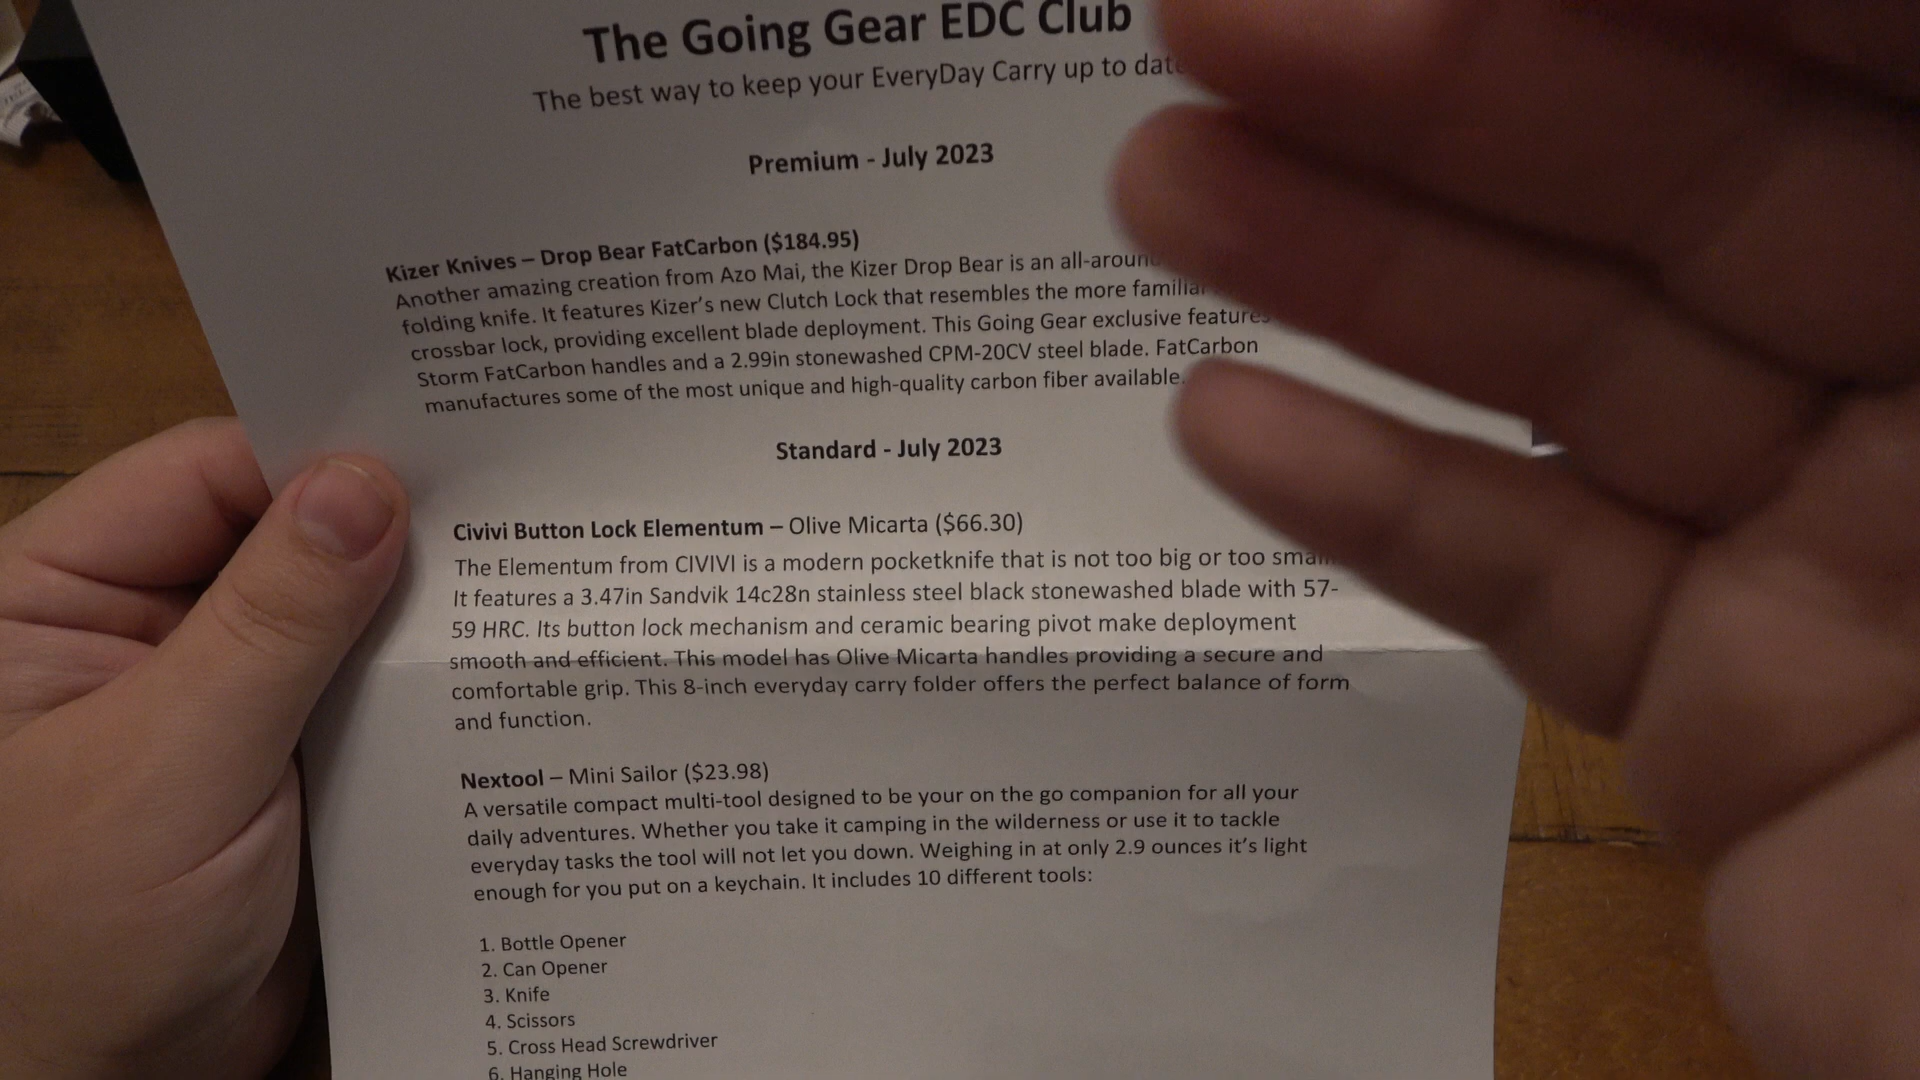 The Going Gear EDC Club
The best way to keep your EveryDay Carry up to date
Premium - July 2023
Kizer Knives – Drop Bear FatCarbon ($184.95)
Another amazing creation from Azo Mai, the Kizer Drop Bear is an all-around
folding knife. It features Kizer's new Clutch Lock that resembles the more familiar
crossbar lock, providing excellent blade deployment. This Going Gear exclusive features
Storm FatCarbon handles and a 2.99in stonewashed CPM-20CV steel blade. FatCarbon
manufactures some of the most unique and high-quality carbon fiber available.
Standard - July 2023
Civivi Button Lock Elementum – Olive Micarta ($66.30)
The Elementum from CIVIVI is a modern pocketknife that is not too big or too small.
It features a 3.47in Sandvik 14c28n stainless steel black stonewashed blade with 57-
59 HRC. Its button lock mechanism and ceramic bearing pivot make deployment
smooth and efficient. This model has Olive Micarta handles providing a secure and
comfortable grip. This 8-inch everyday carry folder offers the perfect balance of form
and function.
Nextool – Mini Sailor ($23.98)
A versatile compact multi-tool designed to be your on the go companion for all your
daily adventures. Whether you take it camping in the wilderness or use it to tackle
everyday tasks the tool will not let you down. Weighing in at only 2.9 ounces it's light
enough for you put on a keychain. It includes 10 different tools:
1. Bottle Opener
2. Can Opener
3. Knife
4. Scissors
5. Cross Head Screwdriver
6. Hanging Hole